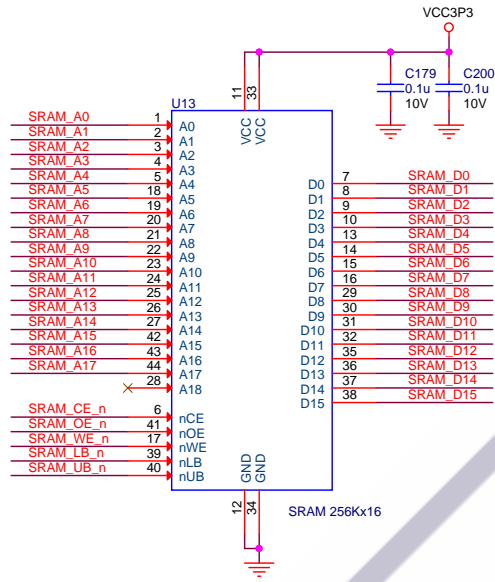 VCC3P3
C179
0.1u
10V
C200
0.1u
10V
U13
11
33
VCC
VCC
SRAM_A0 1 A0
SRAM_A1 2 A1
SRAM_A2 3 A2
SRAM_A3 4 A3
SRAM_A4 5 A4
SRAM_A5 18 A5
SRAM_A6 19 A6
SRAM_A7 20 A7
SRAM_A8 21 A8
SRAM_A9 22 A9
SRAM_A10 23 A10
SRAM_A11 24 A11
SRAM_A12 25 A12
SRAM_A13 26 A13
SRAM_A14 27 A14
SRAM_A15 42 A15
SRAM_A16 43 A16
SRAM_A17 44 A17
28 A18
SRAM_CE_n 6 nCE
SRAM_OE_n 41 nOE
SRAM_WE_n 17 nWE
SRAM_LB_n 39 nLB
SRAM_UB_n 40 nUB
D0 7 SRAM_D0
D1 8 SRAM_D1
D2 9 SRAM_D2
D3 10 SRAM_D3
D4 13 SRAM_D4
D5 14 SRAM_D5
D6 15 SRAM_D6
D7 16 SRAM_D7
D8 29 SRAM_D8
D9 30 SRAM_D9
D10 31 SRAM_D10
D11 32 SRAM_D11
D12 35 SRAM_D12
D13 36 SRAM_D13
D14 37 SRAM_D14
D15 38 SRAM_D15
GND
GND
12
34
SRAM 256Kx16